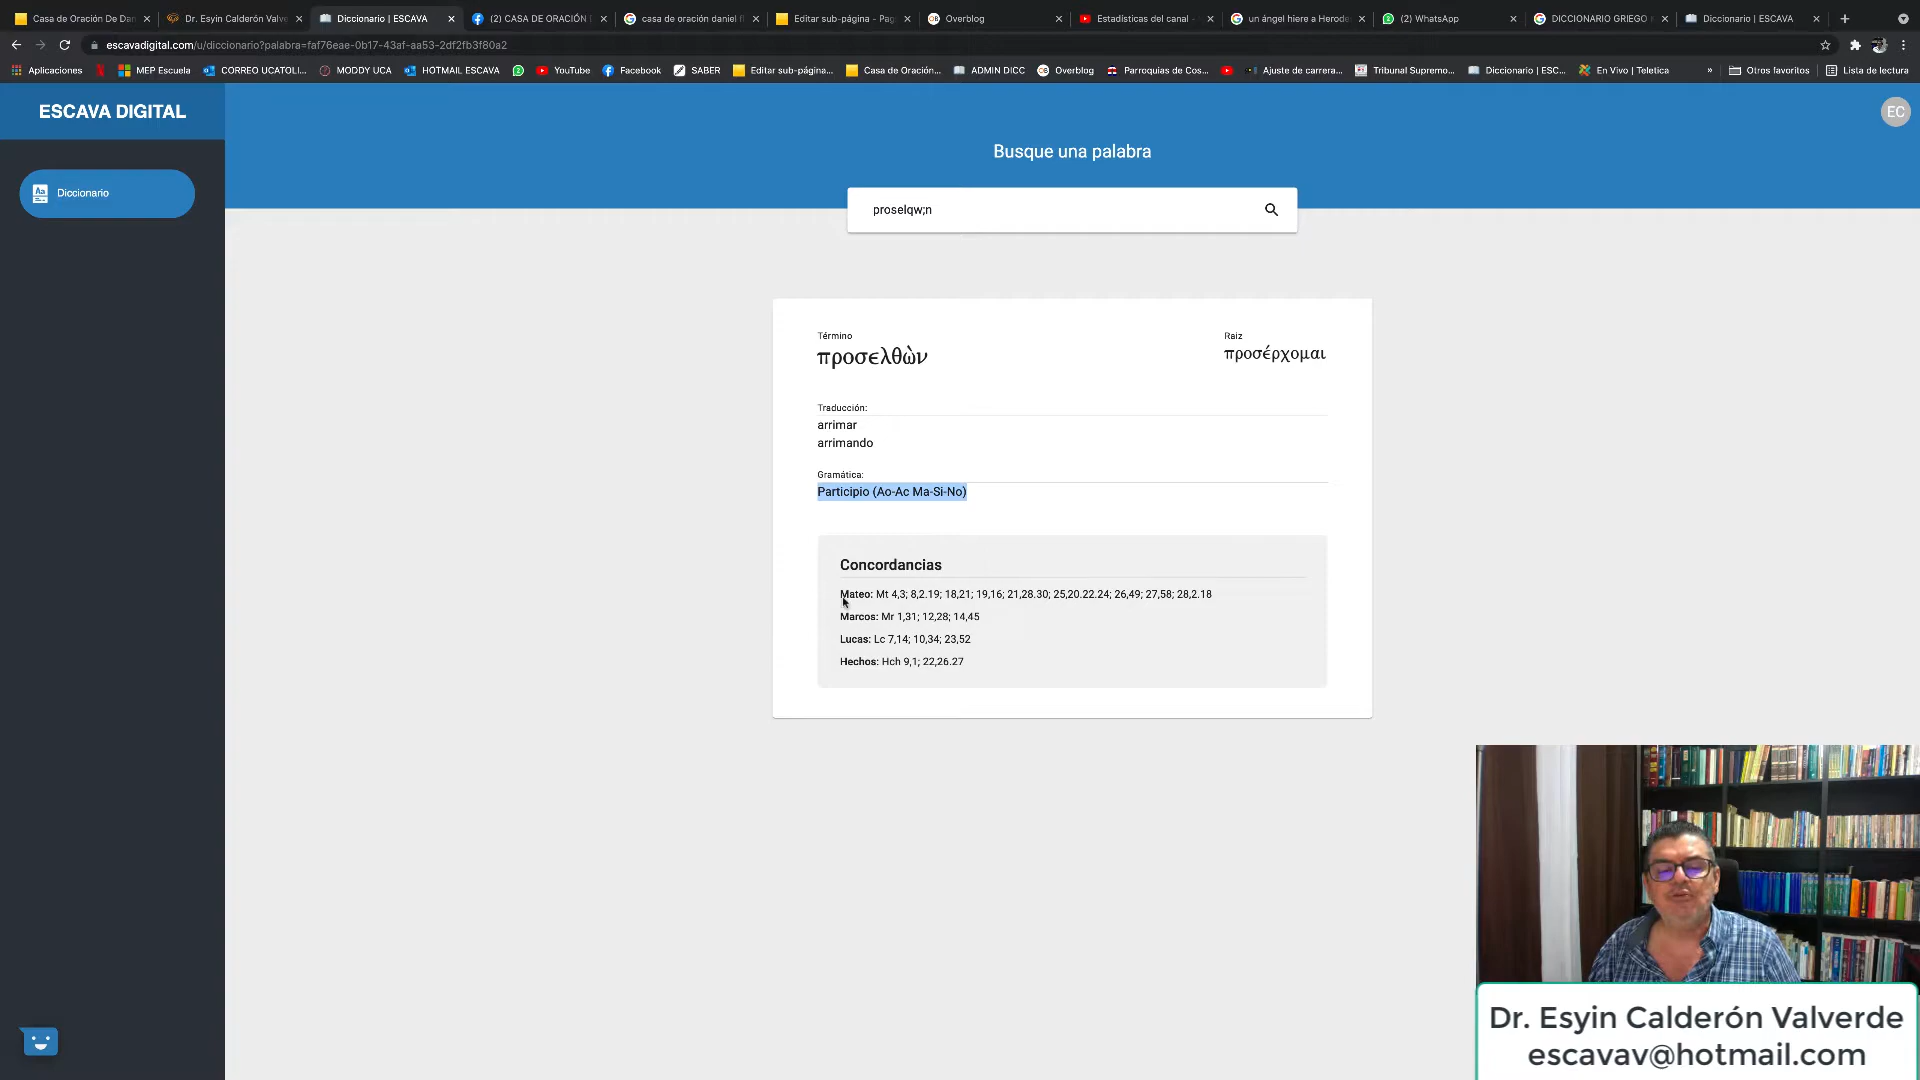 Casa de Oración De Dan
Dr. Esyin Calderón Valve
Diccionario | ESCAVA
(2) CASA DE ORACIÓN
casa de oración daniel f
Editar sub-página - Pag
Overblog
Estadísticas del canal -
un ángel hiere a Herode
(2) WhatsApp
DICCIONARIO GRIEGO
Diccionario | ESCAVA
escavadigital.com/u/diccionario?palabra=faf76eae-0b17-43af-aa53-2df2fb3f80a2
Aplicaciones
MEP Escuela
CORREO UCATOLI...
MODDY UCA
HOTMAIL ESCAVA
YouTube
Facebook
SABER
Editar sub-página...
Casa de Oración...
ADMIN DICC
Overblog
Parroquias de Cos...
Ajuste de carrera...
Tribunal Supremo...
Diccionario | ESC...
En Vivo | Teletica
»
Otros favoritos
Lista de lectura
ESCAVA DIGITAL
EC
Busque una palabra
Diccionario
proselqw;n
Término
Raiz
προσελθὼν
προσέρχομαι
Traducción:
arrimar
arrimando
Gramática:
Participio (Ao-Ac Ma-Si-No)
Concordancias
Mateo: Mt 4,3; 8,2.19; 18,21; 19,16; 21,28.30; 25,20.22.24; 26,49; 27,58; 28,2.18
Marcos: Mr 1,31; 12,28; 14,45
Lucas: Lc 7,14; 10,34; 23,52
Hechos: Hch 9,1; 22,26.27
Dr. Esyin Calderón Valverde
escavav@hotmail.com